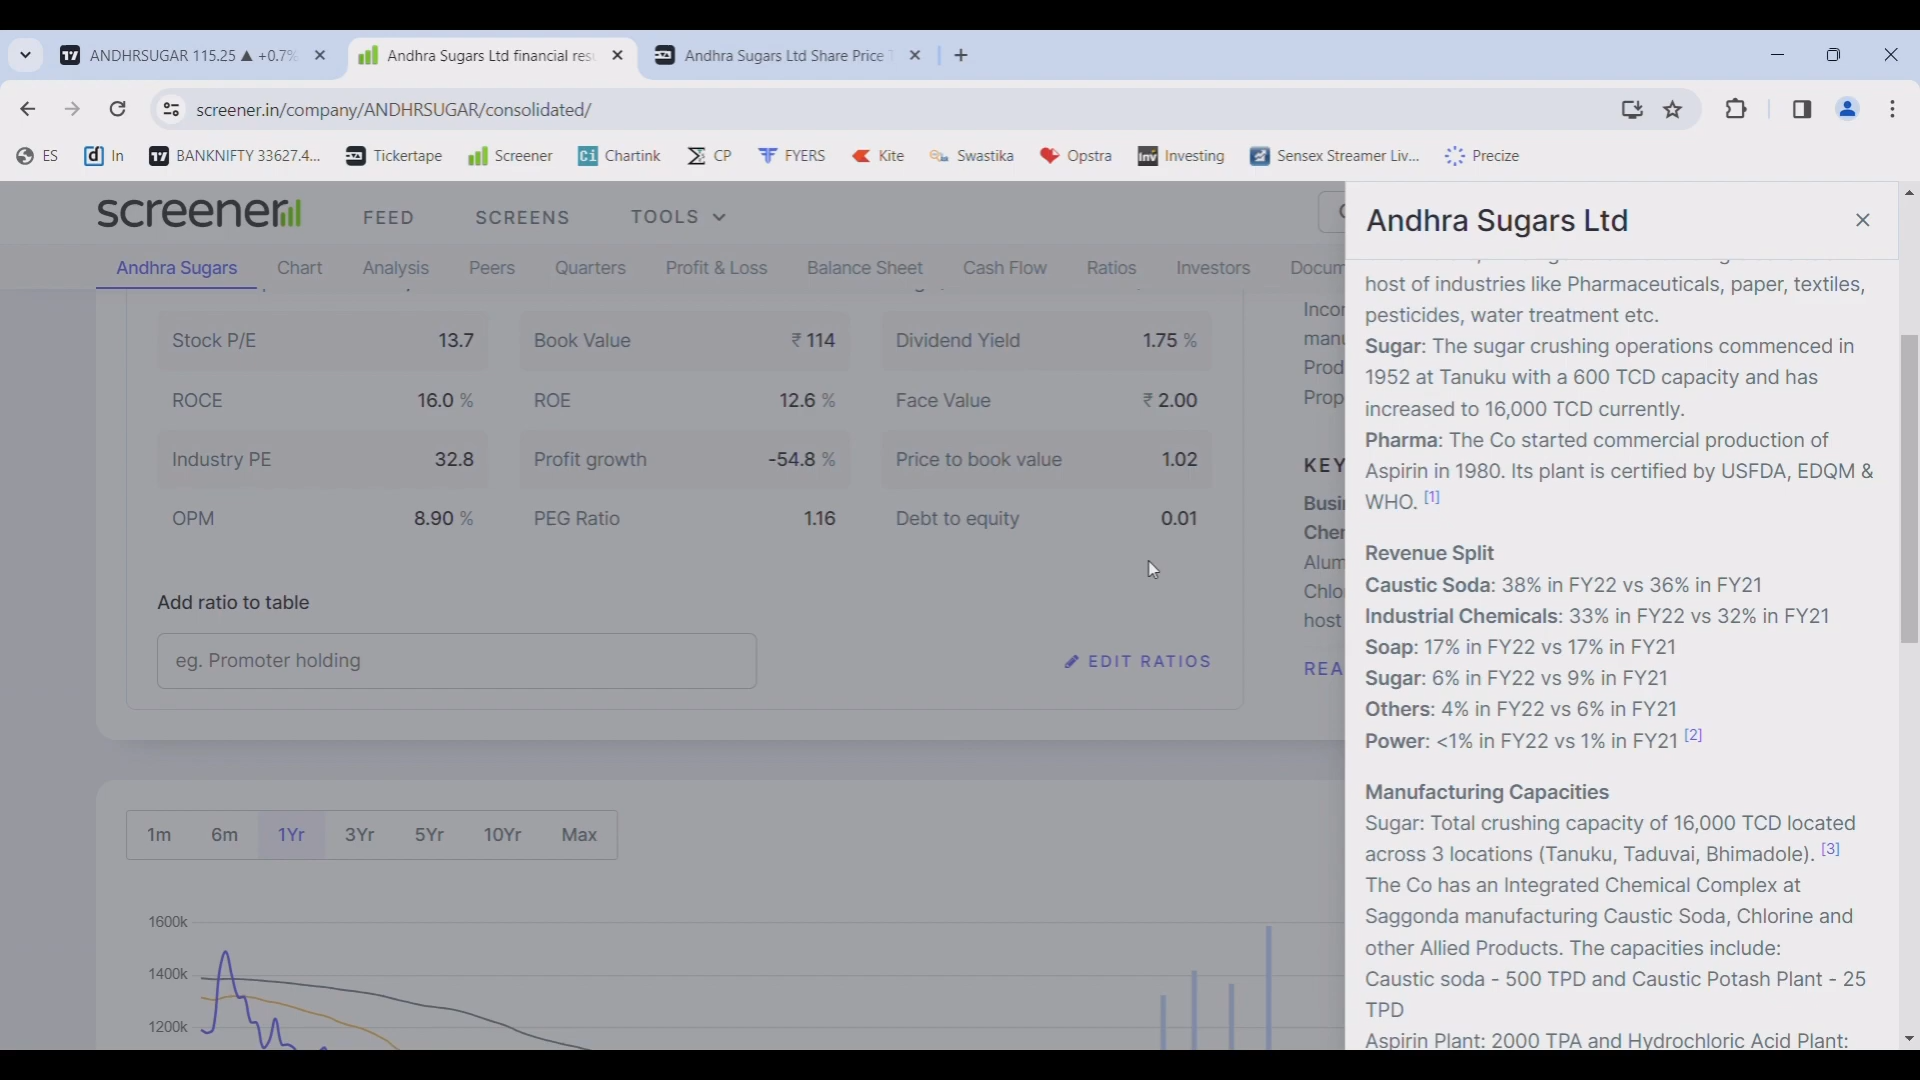 ANDHRSUGAR 115.25 ▲ +0.7%
Andhra Sugars Ltd financial res
Andhra Sugars Ltd Share Price
screener.in/company/ANDHRSUGAR/consolidated/
ES In BANKNIFTY 33627.4... Tickertape Screener Chartink CP FYERS Kite Swastika Opstra Investing Sensex Streamer Liv... Precize
screener FEED SCREENS TOOLS
Andhra Sugars Chart Analysis Peers Quarters Profit & Loss Balance Sheet Cash Flow Ratios Investors Docum
Stock P/E 13.7 Book Value ₹ 114 Dividend Yield 1.75 %
ROCE 16.0 % ROE 12.6 % Face Value ₹ 2.00
Industry PE 32.8 Profit growth -54.8 % Price to book value 1.02
OPM 8.90 % PEG Ratio 1.16 Debt to equity 0.01
Add ratio to table
eg. Promoter holding
EDIT RATIOS
1m 6m 1Yr 3Yr 5Yr 10Yr Max
1600k
1400k
1200k
Incor
manu
Prod
Prop
KEY
Busi
Cher
Alum
Chlo
host
REA
Andhra Sugars Ltd
host of industries like Pharmaceuticals, paper, textiles,
pesticides, water treatment etc.
Sugar: The sugar crushing operations commenced in
1952 at Tanuku with a 600 TCD capacity and has
increased to 16,000 TCD currently.
Pharma: The Co started commercial production of
Aspirin in 1980. Its plant is certified by USFDA, EDQM &
WHO. [1]
Revenue Split
Caustic Soda: 38% in FY22 vs 36% in FY21
Industrial Chemicals: 33% in FY22 vs 32% in FY21
Soap: 17% in FY22 vs 17% in FY21
Sugar: 6% in FY22 vs 9% in FY21
Others: 4% in FY22 vs 6% in FY21
Power: <1% in FY22 vs 1% in FY21 [2]
Manufacturing Capacities
Sugar: Total crushing capacity of 16,000 TCD located
across 3 locations (Tanuku, Taduvai, Bhimadole). [3]
The Co has an Integrated Chemical Complex at
Saggonda manufacturing Caustic Soda, Chlorine and
other Allied Products. The capacities include:
Caustic soda - 500 TPD and Caustic Potash Plant - 25
TPD
Aspirin Plant: 2000 TPA and Hydrochloric Acid Plant: